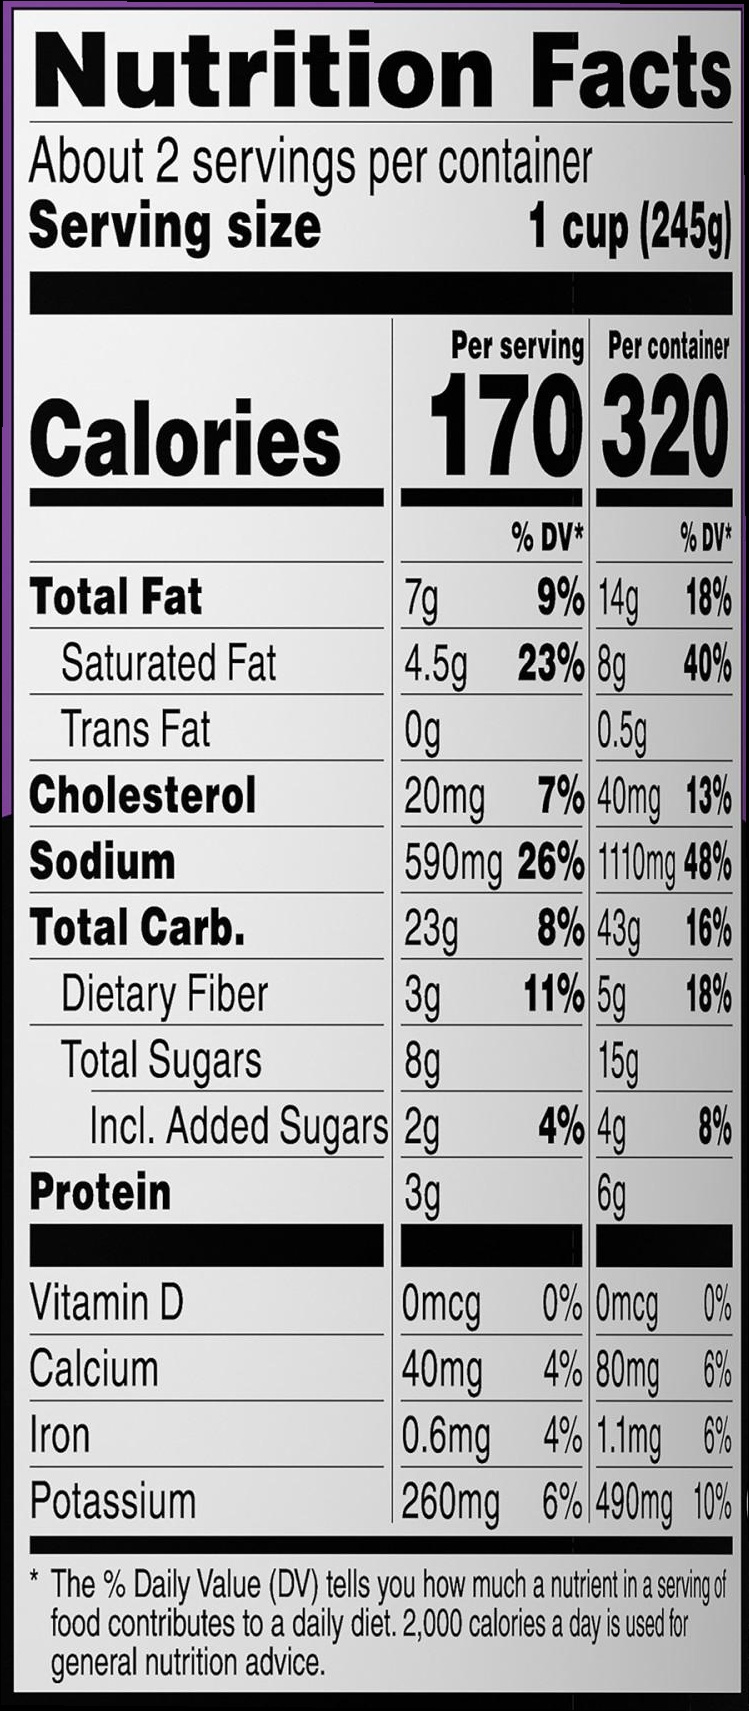 Nutrition Facts
About 2 servings per container
Serving size 1 cup (245g)
Per serving Per container
Calories 170 320
% DV* % DV*
Total Fat 7g 9% 14g 18%
Saturated Fat 4.5g 23% 8g 40%
Trans Fat 0g 0.5g
Cholesterol 20mg 7% 40mg 13%
Sodium 590mg 26% 1110mg 48%
Total Carb. 23g 8% 43g 16%
Dietary Fiber 3g 11% 5g 18%
Total Sugars 8g 15g
Incl. Added Sugars 2g 4% 4g 8%
Protein 3g 6g
Vitamin D 0mcg 0% 0mcg 0%
Calcium 40mg 4% 80mg 6%
Iron 0.6mg 4% 1.1mg 6%
Potassium 260mg 6% 490mg 10%
* The % Daily Value (DV) tells you how much a nutrient in a serving of
food contributes to a daily diet. 2,000 calories a day is used for
general nutrition advice.